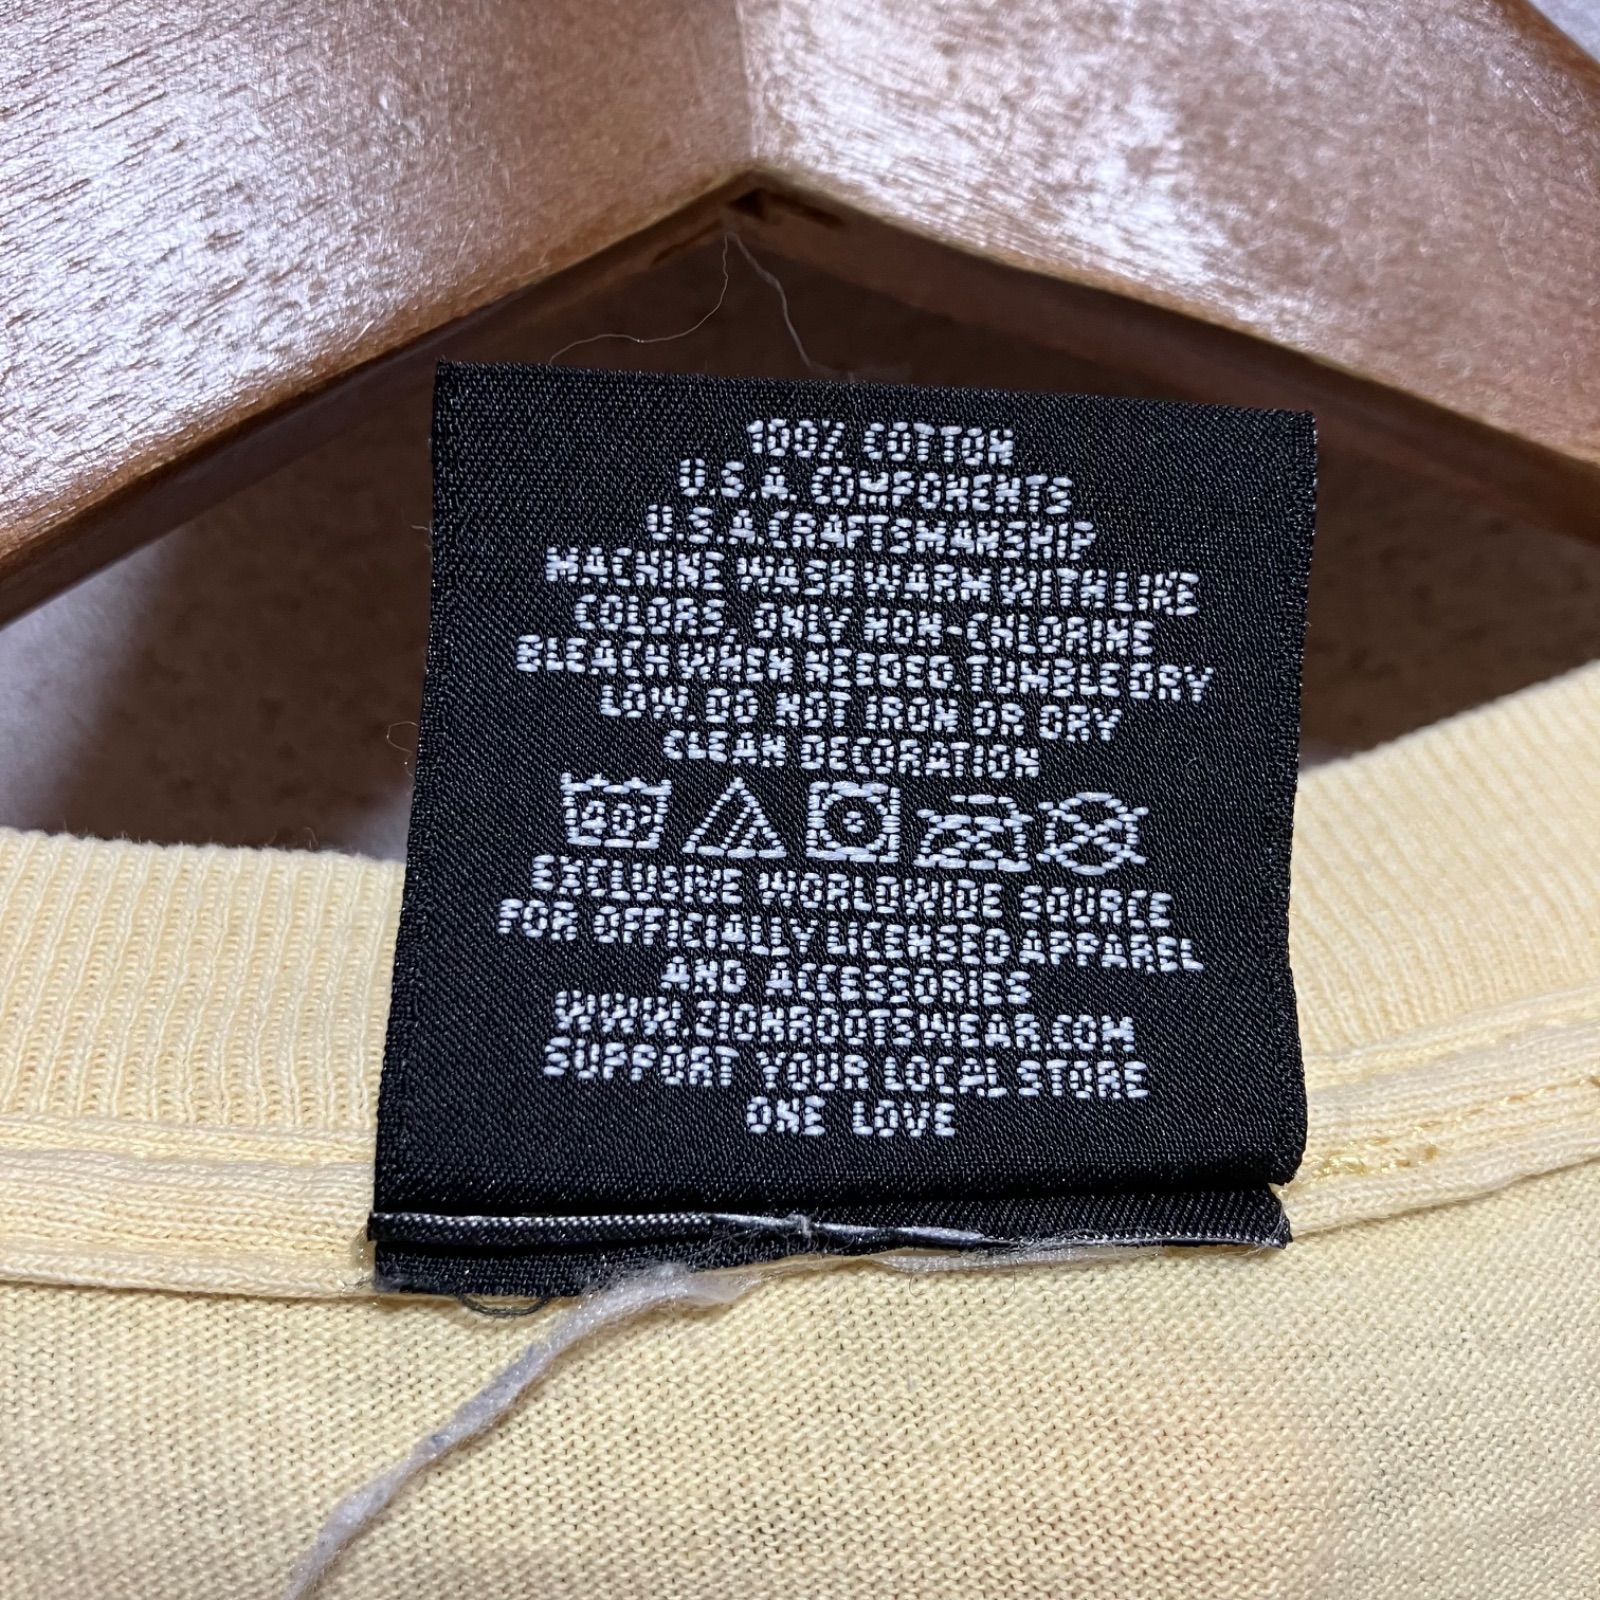 100% COTTON
U.S.A. COMPONENTS
U.S.A. CRAFTSMANSHIP
MACHINE WASH WARM WITH LIKE
COLORS, ONLY NON-CHLORINE
BLEACH WHEN NEEDED. TUMBLE DRY
LOW. DO NOT IRON OR DRY
CLEAN DECORATION
40°
EXCLUSIVE WORLDWIDE SOURCE
FOR OFFICIALLY LICENSED APPAREL
AND ACCESSORIES
WWW.ZIONROOTSWEAR.COM
SUPPORT YOUR LOCAL STORE
ONE LOVE